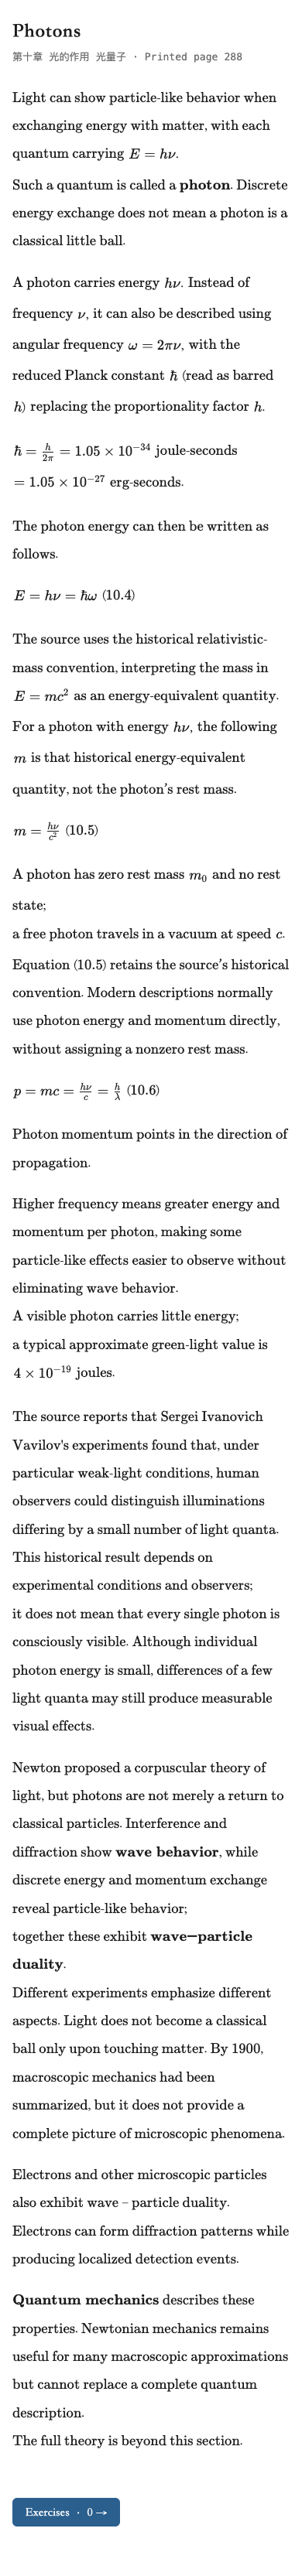 Photons
第十章 光的作用 光量子 · Printed page 288
Light can show particle-like behavior when
exchanging energy with matter, with each
quantum carrying E = hν.
Such a quantum is called a photon. Discrete
energy exchange does not mean a photon is a
classical little ball.
A photon carries energy hν. Instead of
frequency ν, it can also be described using
angular frequency ω = 2πν, with the
reduced Planck constant ℏ (read as barred
h) replacing the proportionality factor h.
ℏ = h/2π = 1.05 × 10⁻³⁴ joule-seconds
= 1.05 × 10⁻²⁷ erg-seconds.
The photon energy can then be written as
follows.
E = hν = ℏω (10.4)
The source uses the historical relativistic-
mass convention, interpreting the mass in
E = mc² as an energy-equivalent quantity.
For a photon with energy hν, the following
m is that historical energy-equivalent
quantity, not the photon's rest mass.
m = hν/c² (10.5)
A photon has zero rest mass m₀ and no rest
state;
a free photon travels in a vacuum at speed c.
Equation (10.5) retains the source's historical
convention. Modern descriptions normally
use photon energy and momentum directly,
without assigning a nonzero rest mass.
p = mc = hν/c = h/λ (10.6)
Photon momentum points in the direction of
propagation.
Higher frequency means greater energy and
momentum per photon, making some
particle-like effects easier to observe without
eliminating wave behavior.
A visible photon carries little energy;
a typical approximate green-light value is
4 × 10⁻¹⁹ joules.
The source reports that Sergei Ivanovich
Vavilov's experiments found that, under
particular weak-light conditions, human
observers could distinguish illuminations
differing by a small number of light quanta.
This historical result depends on
experimental conditions and observers;
it does not mean that every single photon is
consciously visible. Although individual
photon energy is small, differences of a few
light quanta may still produce measurable
visual effects.
Newton proposed a corpuscular theory of
light, but photons are not merely a return to
classical particles. Interference and
diffraction show wave behavior, while
discrete energy and momentum exchange
reveal particle-like behavior;
together these exhibit wave–particle
duality.
Different experiments emphasize different
aspects. Light does not become a classical
ball only upon touching matter. By 1900,
macroscopic mechanics had been
summarized, but it does not provide a
complete picture of microscopic phenomena.
Electrons and other microscopic particles
also exhibit wave – particle duality.
Electrons can form diffraction patterns while
producing localized detection events.
Quantum mechanics describes these
properties. Newtonian mechanics remains
useful for many macroscopic approximations
but cannot replace a complete quantum
description.
The full theory is beyond this section.
Exercises · 0 →